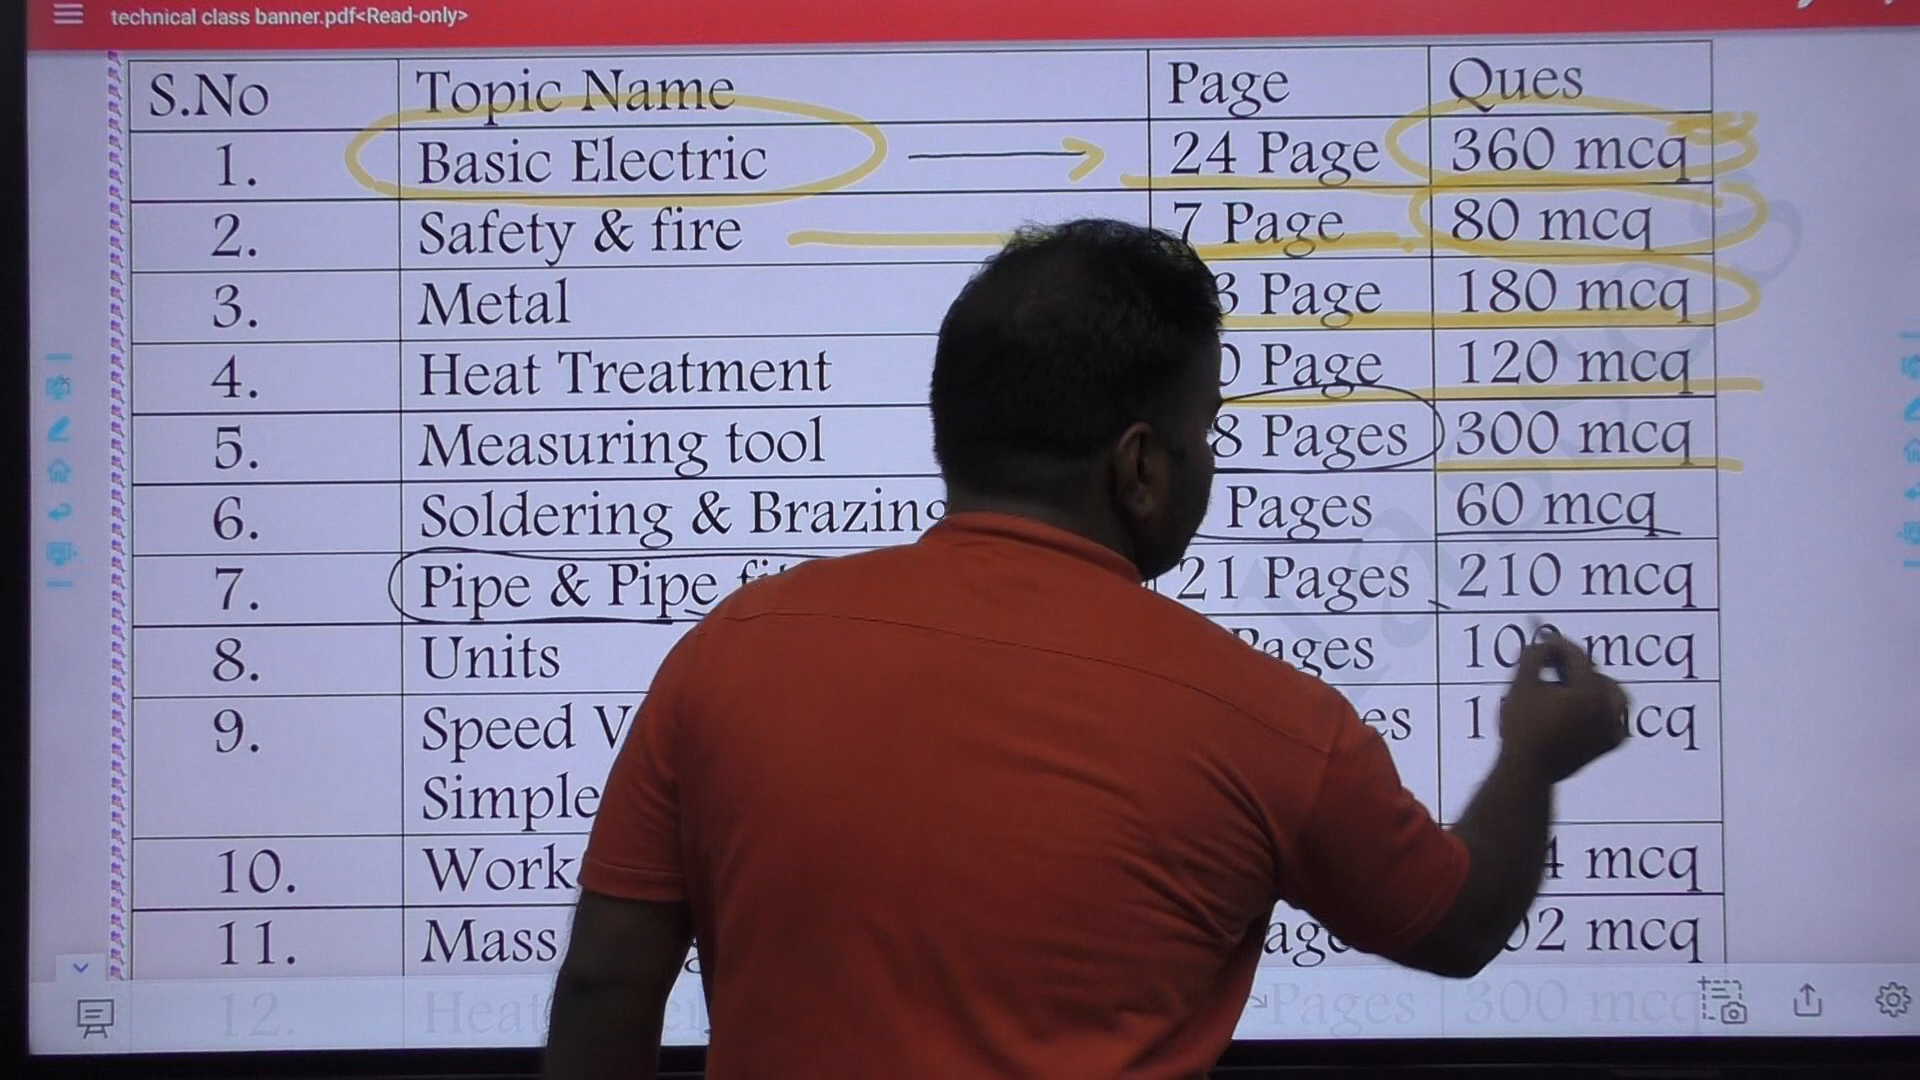 technical class banner.pdf<Read-only>
S.No Topic Name Page Ques
1. Basic Electric 24 Page 360 mcq
2. Safety & fire 7 Page 80 mcq
3. Metal Page 180 mcq
4. Heat Treatment Page 120 mcq
5. Measuring tool Pages 300 mcq
6. Soldering & Brazing Pages 60 mcq
7. Pipe & Pipe 21 Pages 210 mcq
8. Units Pages mcq
9. Speed
Simple
10. Work mcq
11. Mass mcq
12. Heat Pages 300 mcq